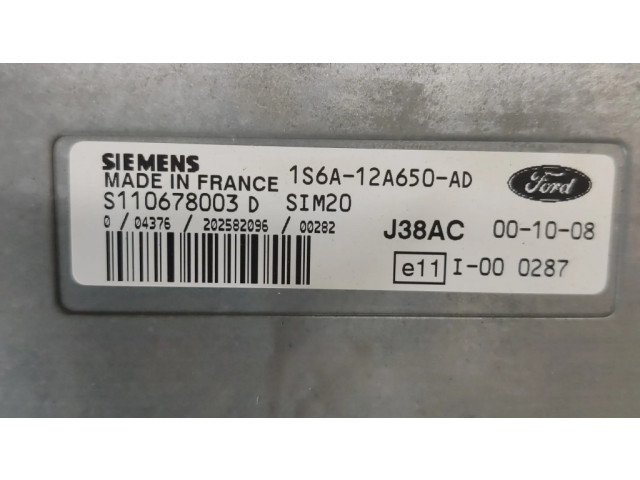 SIEMENS
MADE IN FRANCE 1S6A-12A650-AD
S110678003 D SIM20
Ford
0 / 04376 / 202582096 / 00282
J38AC 00-10-08
e11 I-00 0287